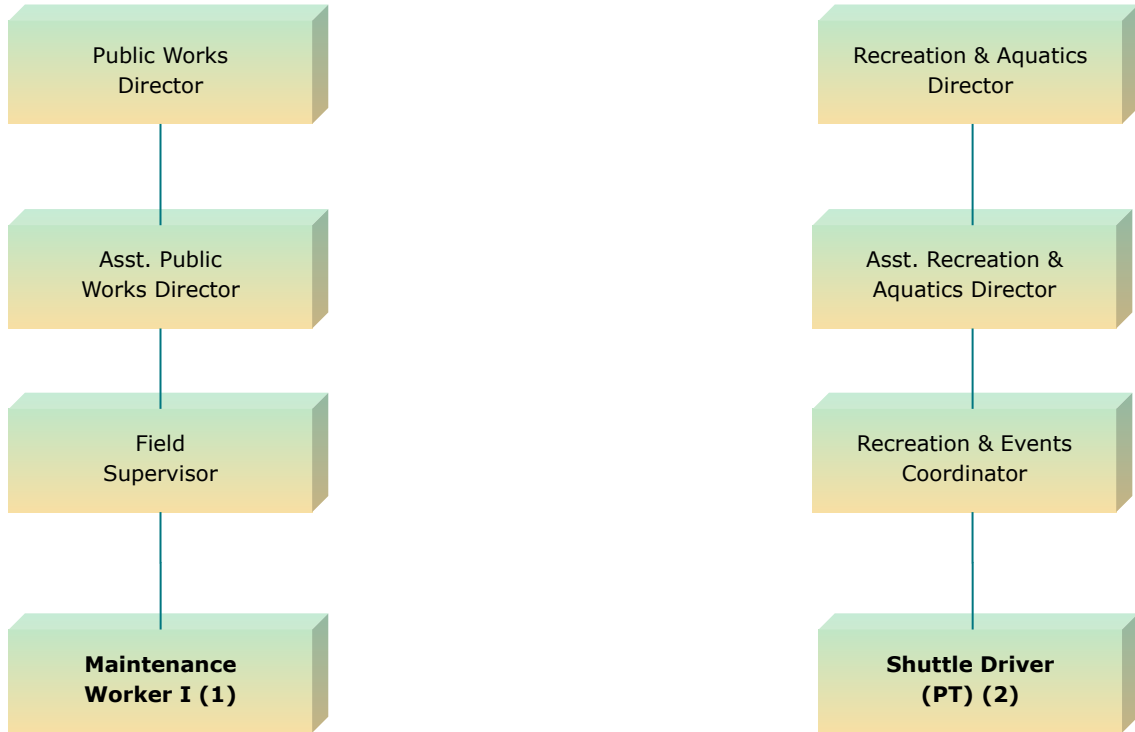 Public Works
Director
Recreation & Aquatics
Director
Asst. Public
Works Director
Asst. Recreation &
Aquatics Director
Field
Supervisor
Recreation & Events
Coordinator
Maintenance
Worker I (1)
Shuttle Driver
(PT) (2)